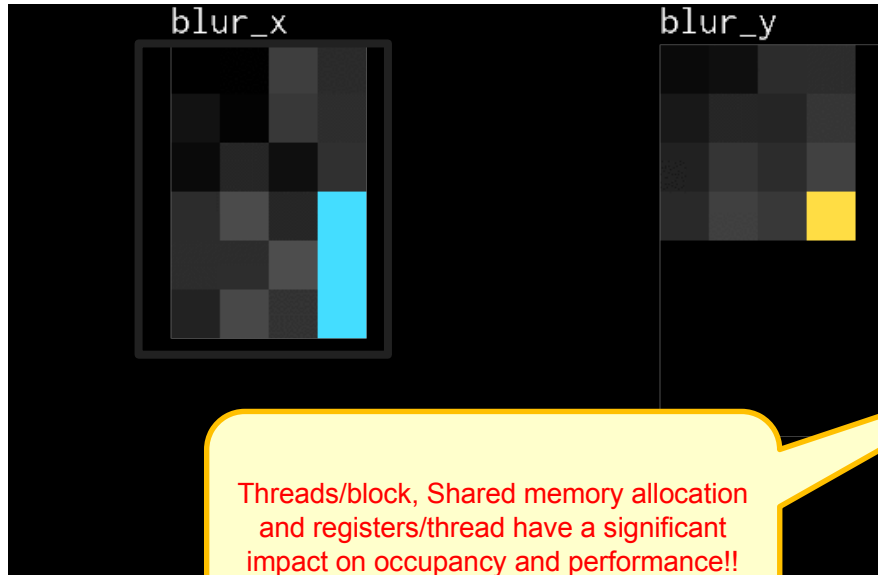 blur_x
blur_y
Threads/block, Shared memory allocation
and registers/thread have a significant
impact on occupancy and performance!!